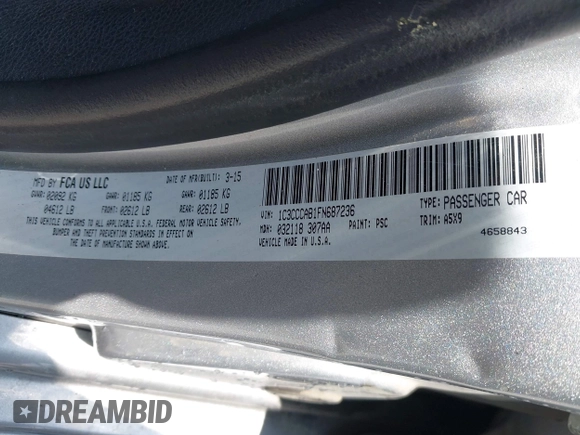 MFD BY FCA US LLC
DATE OF MFR(BUILT): 3-15
GVWR: 02092 KG GAWR: 01185 KG GAWR: 01185 KG
04612 LB FRONT: 02612 LB REAR: 02612 LB
THIS VEHICLE CONFORMS TO ALL APPLICABLE U.S.A. FEDERAL MOTOR VEHICLE SAFETY,
BUMPER AND THEFT PREVENTION STANDARDS IN EFFECT ON
THE DATE OF MANUFACTURE SHOWN ABOVE.
VIN: 1C3CCCAB1FN687236
TYPE: PASSENGER CAR
MDH: 032118 307AA PAINT: PSC TRIM: A5X9
VEHICLE MADE IN U.S.A.
4658843
DREAMBID